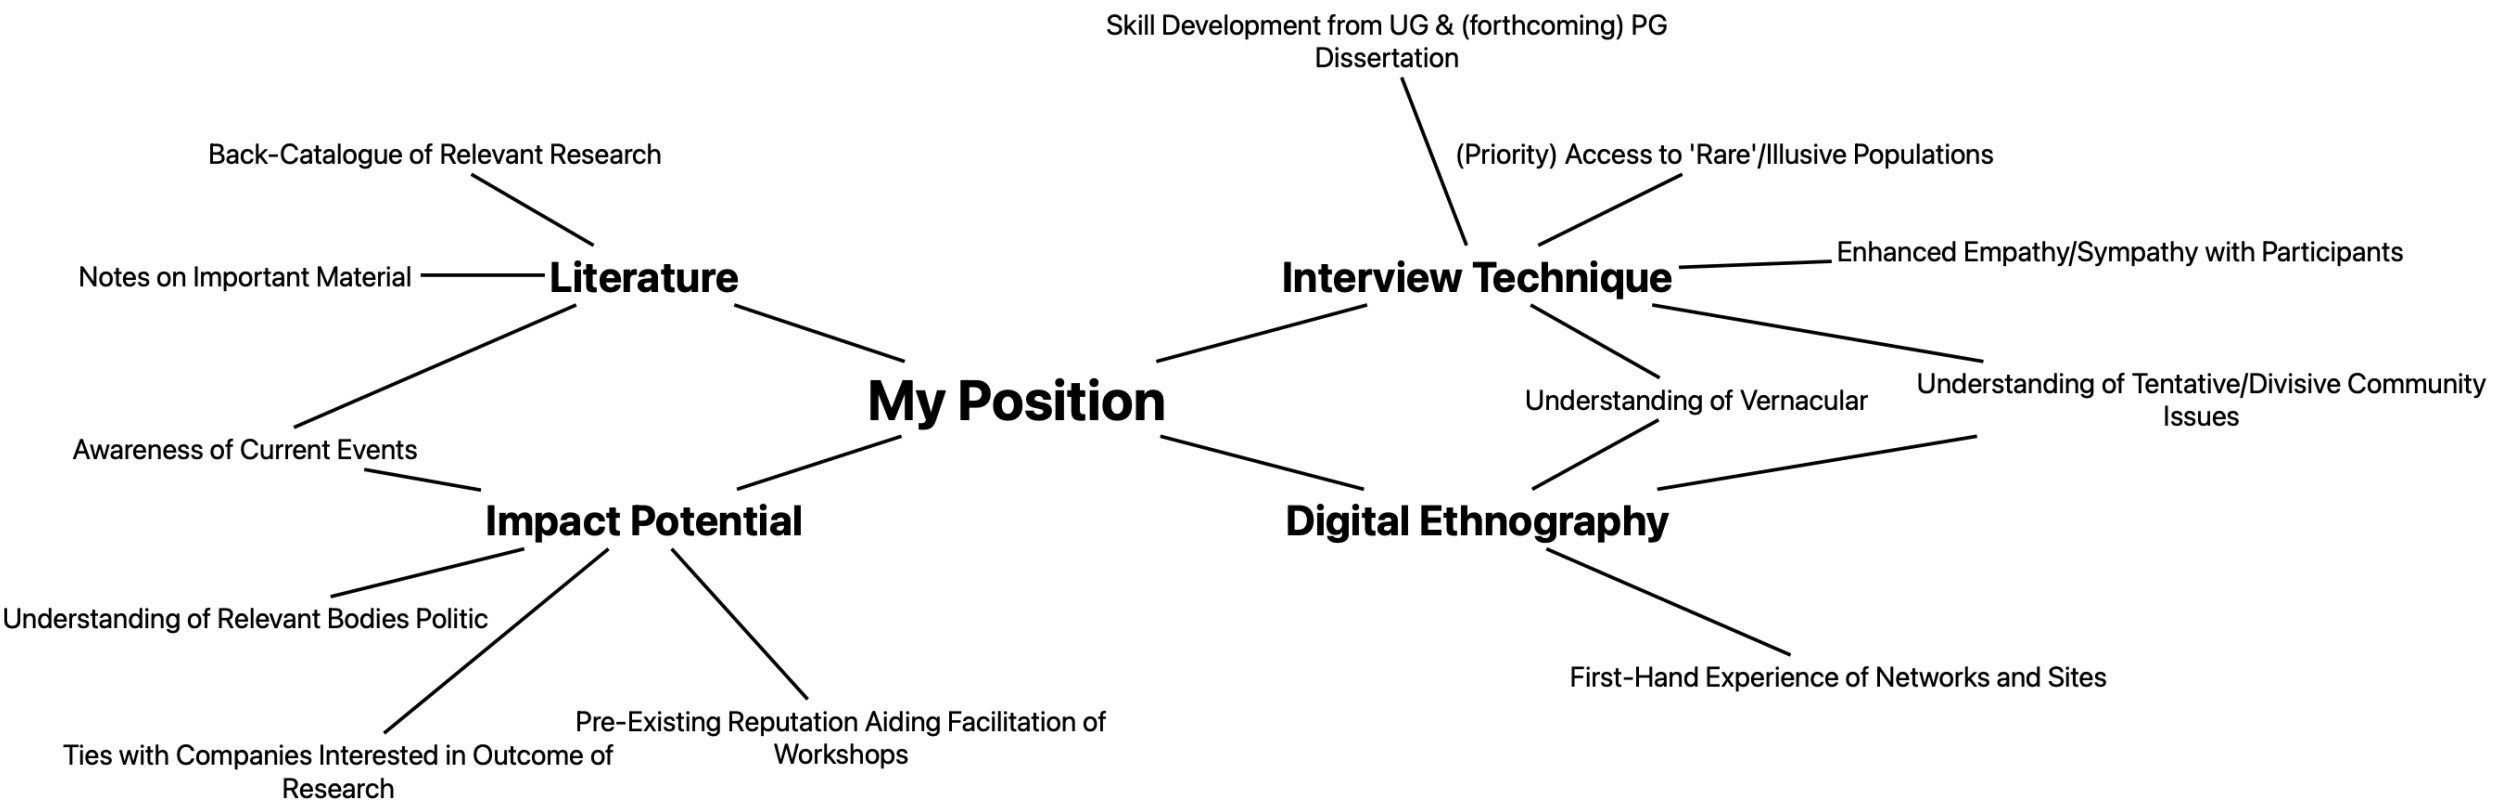 Skill Development from UG & (forthcoming) PG
Dissertation
Back-Catalogue of Relevant Research
(Priority) Access to 'Rare'/Illusive Populations
Notes on Important Material
Literature
Interview Technique
Enhanced Empathy/Sympathy with Participants
My Position
Understanding of Vernacular
Understanding of Tentative/Divisive Community
Issues
Awareness of Current Events
Impact Potential
Digital Ethnography
Understanding of Relevant Bodies Politic
First-Hand Experience of Networks and Sites
Pre-Existing Reputation Aiding Facilitation of
Workshops
Ties with Companies Interested in Outcome of
Research